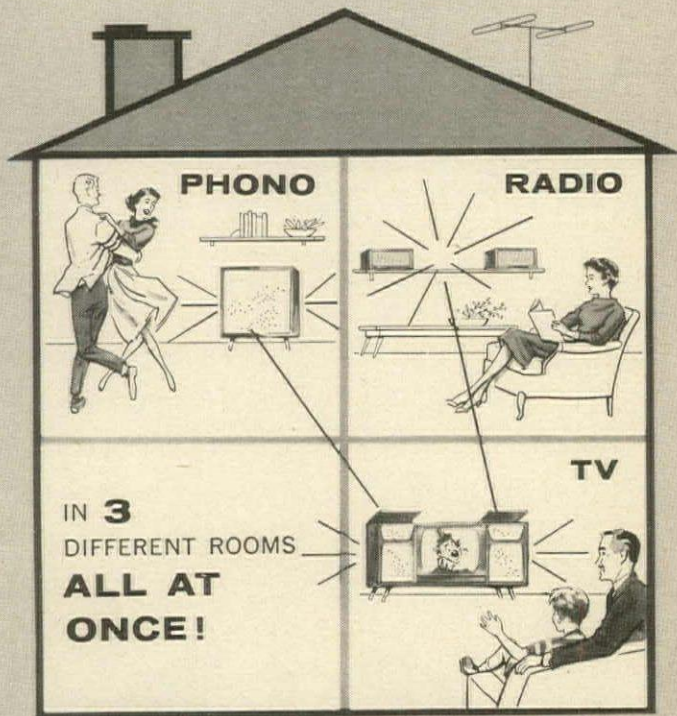 PHONO
RADIO
TV
IN 3
DIFFERENT ROOMS
ALL AT
ONCE!